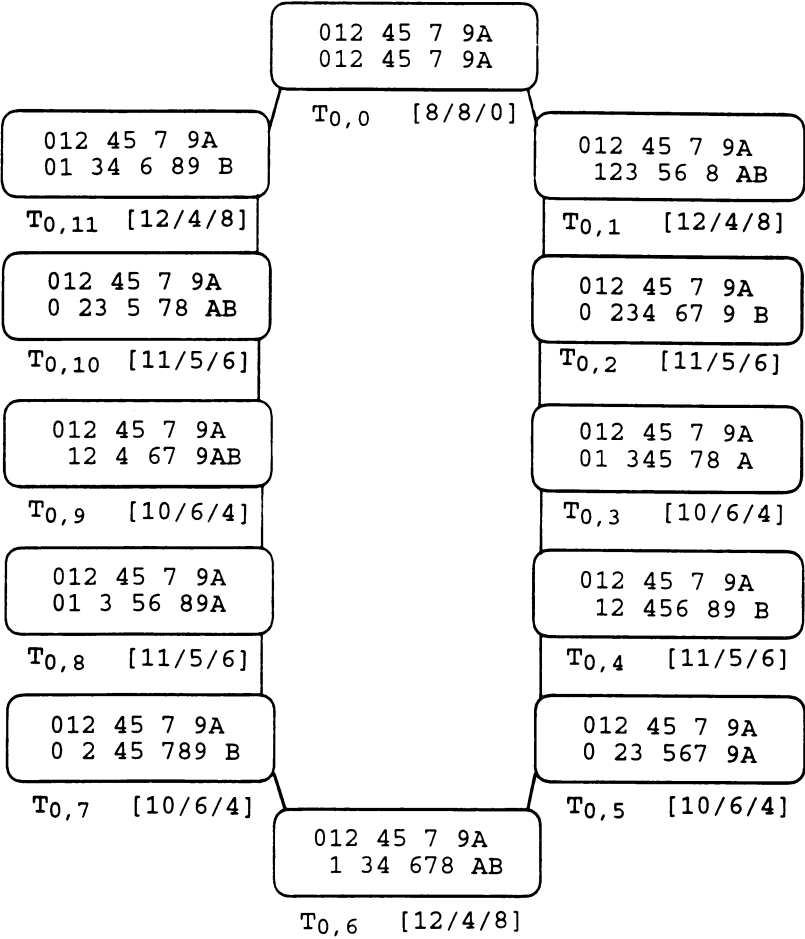 012 45 7 9A
012 45 7 9A
T0,0 [8/8/0]
012 45 7 9A
01 34 6 89 B
T0,11 [12/4/8]
012 45 7 9A
123 56 8 AB
T0,1 [12/4/8]
012 45 7 9A
0 23 5 78 AB
T0,10 [11/5/6]
012 45 7 9A
0 234 67 9 B
T0,2 [11/5/6]
012 45 7 9A
12 4 67 9AB
T0,9 [10/6/4]
012 45 7 9A
01 345 78 A
T0,3 [10/6/4]
012 45 7 9A
01 3 56 89A
T0,8 [11/5/6]
012 45 7 9A
12 456 89 B
T0,4 [11/5/6]
012 45 7 9A
0 2 45 789 B
T0,7 [10/6/4]
012 45 7 9A
0 23 567 9A
T0,5 [10/6/4]
012 45 7 9A
1 34 678 AB
T0,6 [12/4/8]